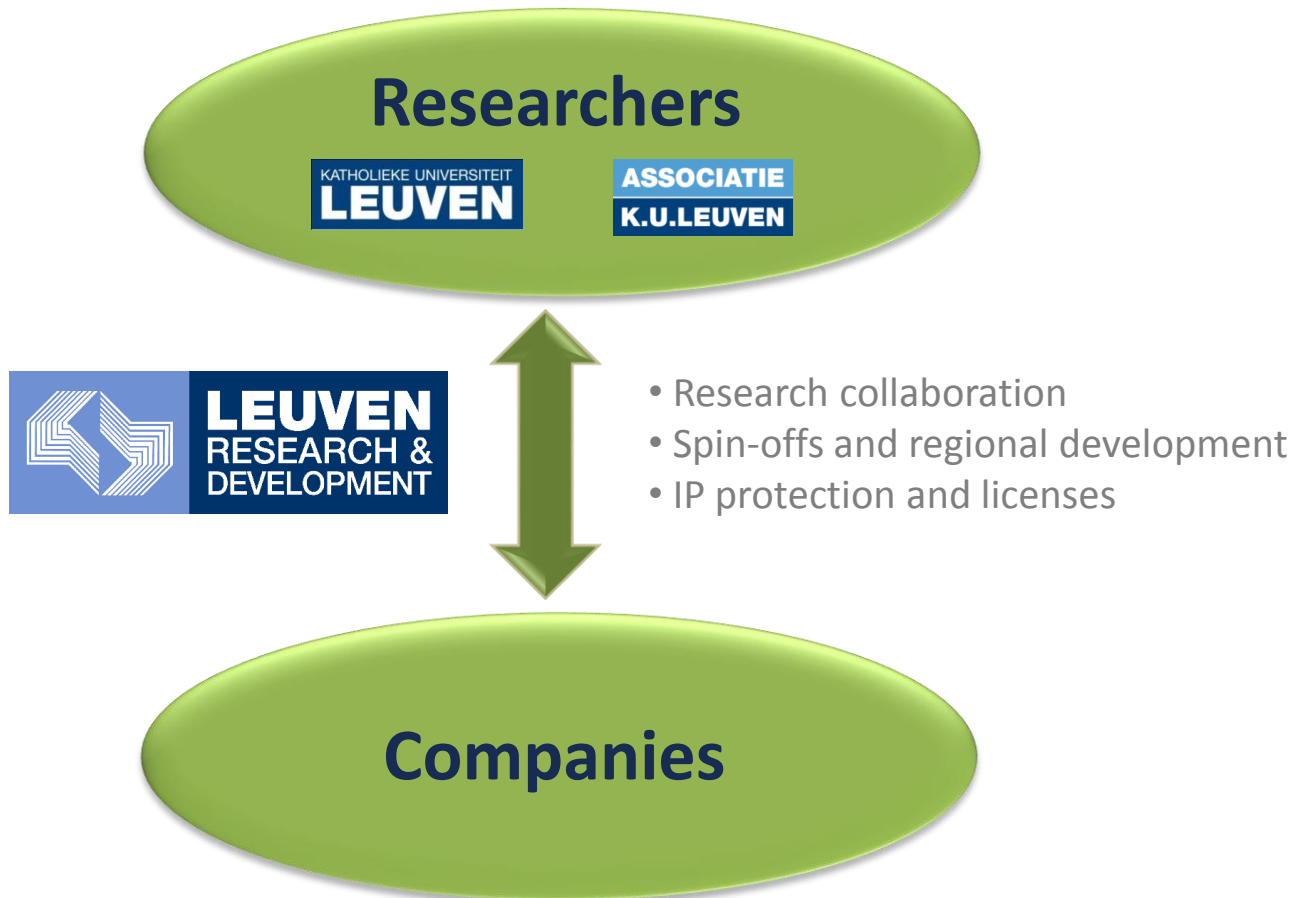 Researchers
KATHOLIEKE UNIVERSITEIT
LEUVEN
ASSOCIATIE
K.U.LEUVEN
LEUVEN
RESEARCH &
DEVELOPMENT
• Research collaboration
• Spin-offs and regional development
• IP protection and licenses
Companies